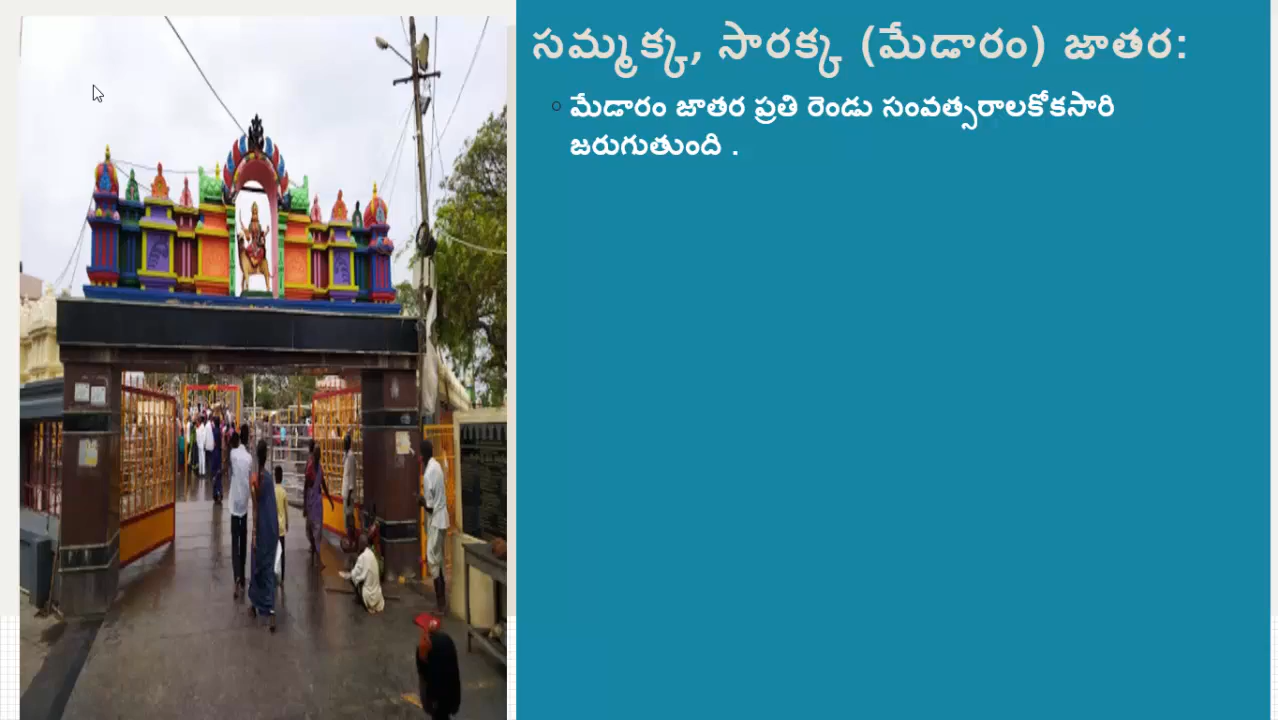 సమ్మక్క, సారక్క (మేడారం) జాతర:
మేడారం జాతర ప్రతి రెండు సంవత్సరాలకోకసారి
జరుగుతుంది .